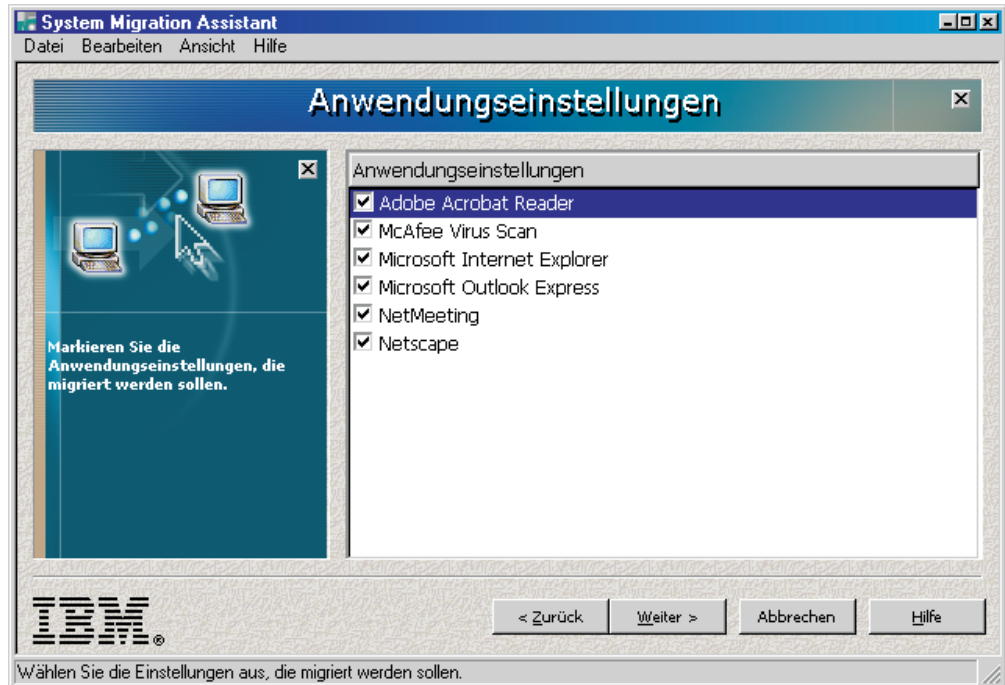 System Migration Assistant
Datei Bearbeiten Ansicht Hilfe
Anwendungseinstellungen
Markieren Sie die
Anwendungseinstellungen, die
migriert werden sollen.
Anwendungseinstellungen
Adobe Acrobat Reader
McAfee Virus Scan
Microsoft Internet Explorer
Microsoft Outlook Express
NetMeeting
Netscape
IBM®
< Zurück Weiter > Abbrechen Hilfe
Wählen Sie die Einstellungen aus, die migriert werden sollen.